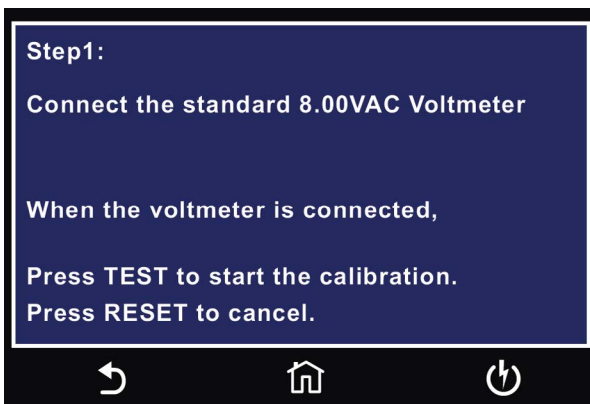 Step1:
Connect the standard 8.00VAC Voltmeter
When the voltmeter is connected,
Press TEST to start the calibration.
Press RESET to cancel.